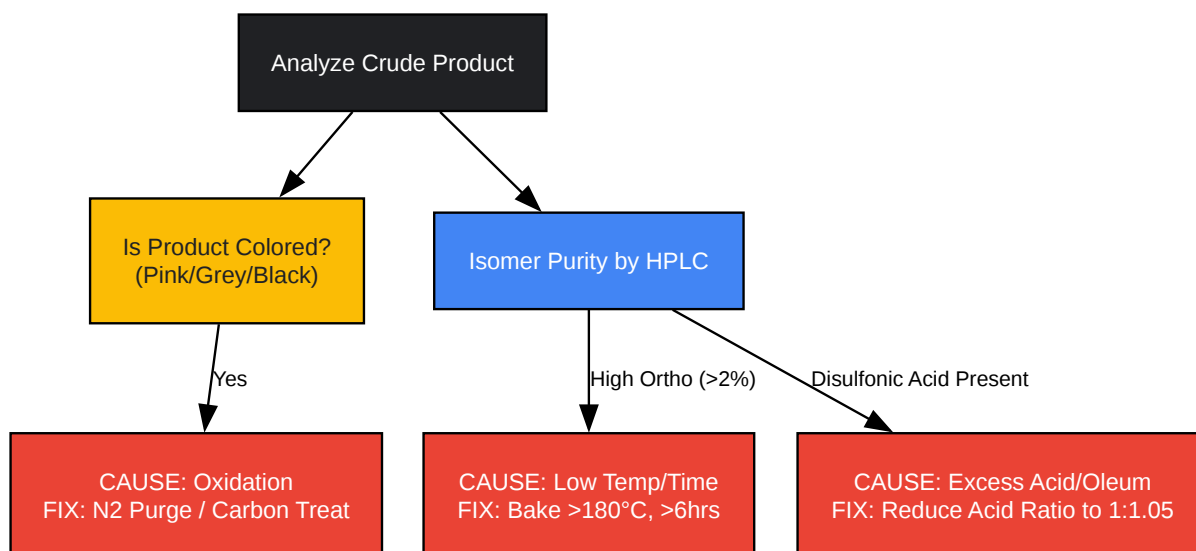 Analyze Crude Product
Is Product Colored?
(Pink/Grey/Black)
Isomer Purity by HPLC
Yes
High Ortho (>2%)
Disulfonic Acid Present
CAUSE: Oxidation
FIX: N2 Purge / Carbon Treat
CAUSE: Low Temp/Time
FIX: Bake >180°C, >6hrs
CAUSE: Excess Acid/Oleum
FIX: Reduce Acid Ratio to 1:1.05